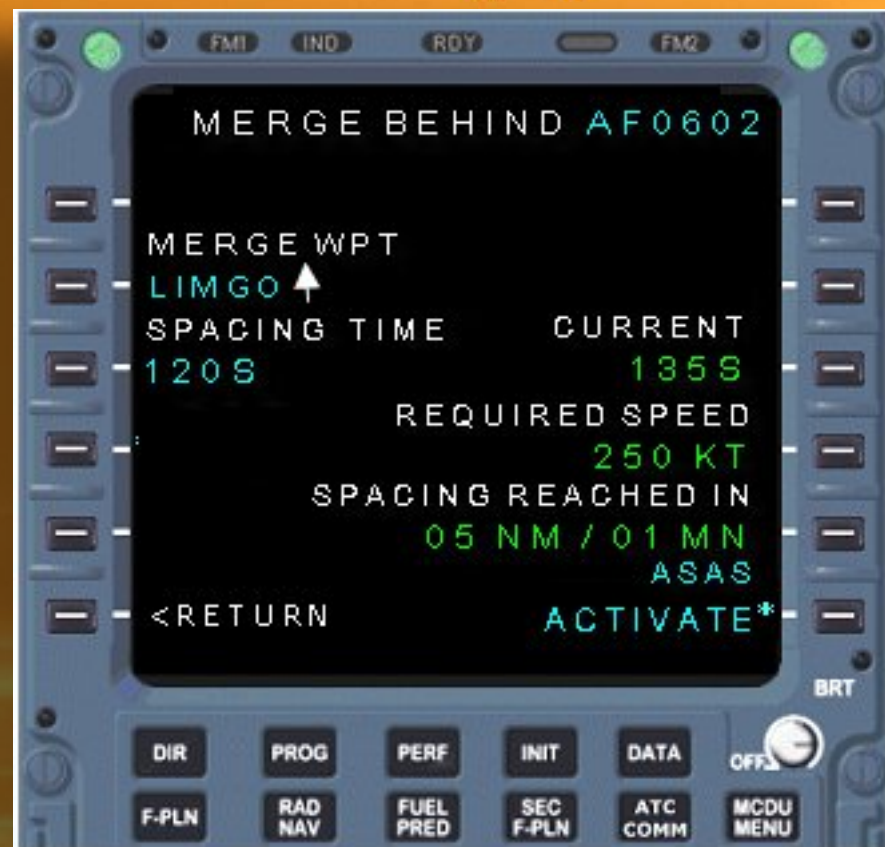 FM1 IND RDY FM2
MERGE BEHIND AF0602
MERGE WPT
LIMGO
SPACING TIME CURRENT
120S 135S
REQUIRED SPEED
250 KT
SPACING REACHED IN
05 NM / 01 MN
ASAS
<RETURN ACTIVATE*
BRT
DIR PROG PERF INIT DATA OFF
F-PLN RAD NAV FUEL PRED SEC F-PLN ATC COMM MCDU MENU